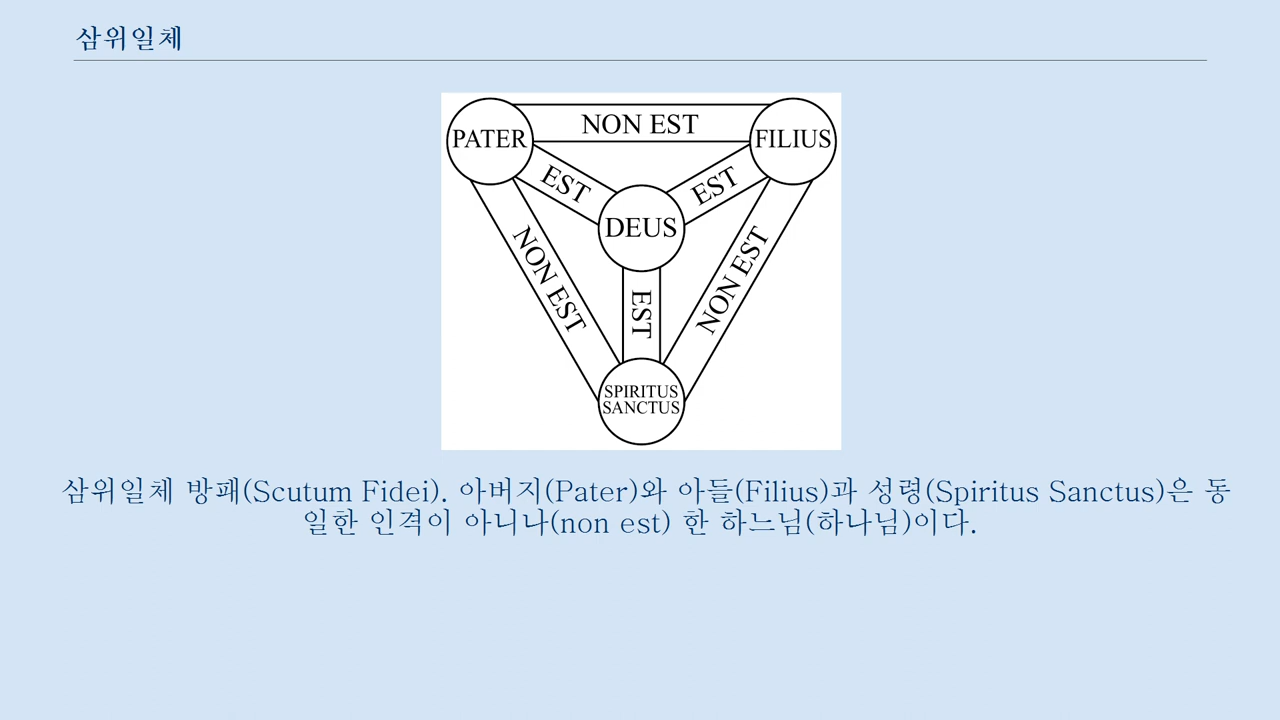 삼위일체
NON EST
PATER
FILIUS
EST
EST
DEUS
NON EST
NON EST
EST
SPIRITUS
SANCTUS
삼위일체 방패(Scutum Fidei). 아버지(Pater)와 아들(Filius)과 성령(Spiritus Sanctus)은 동
일한 인격이 아니나(non est) 한 하느님(하나님)이다.